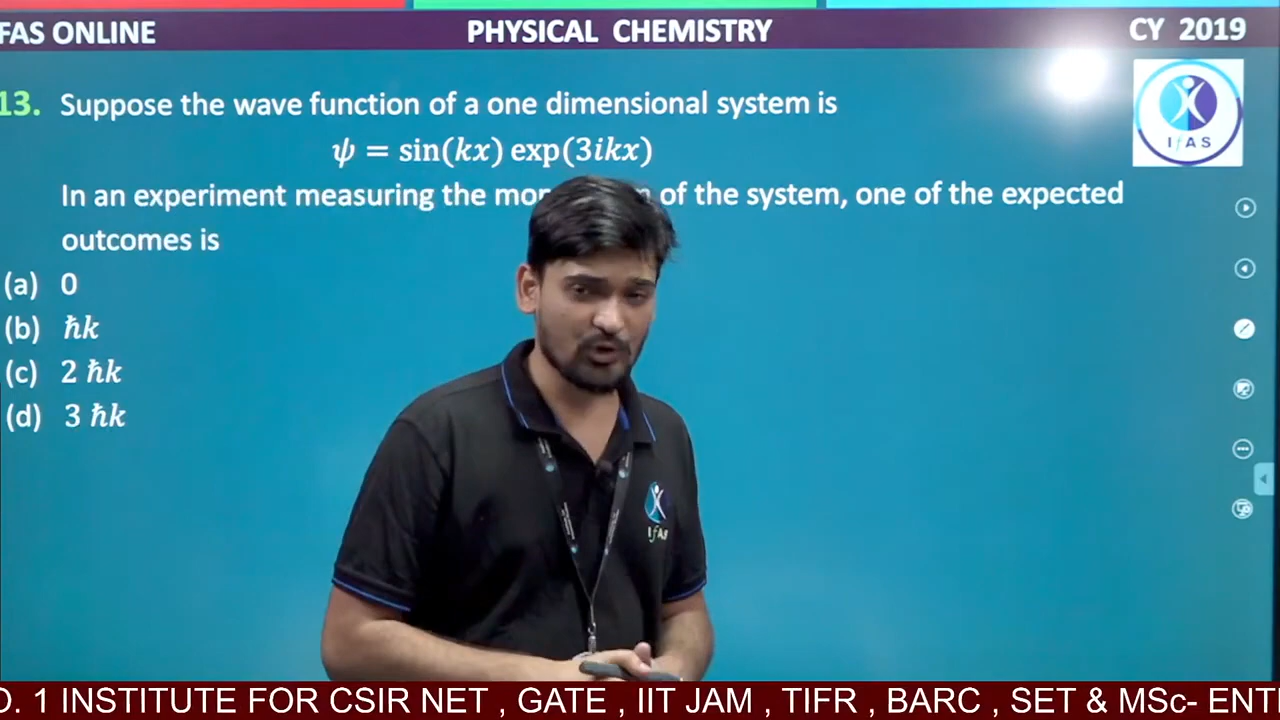 FAS ONLINE PHYSICAL CHEMISTRY CY 2019
13. Suppose the wave function of a one dimensional system is
ψ = sin(kx) exp(3ikx)
In an experiment measuring the of the system, one of the expected
outcomes is
(a) 0
(b) ħk
(c) 2 ħk
(d) 3 ħk
IfAS
IfAS
O. 1 INSTITUTE FOR CSIR NET , GATE , IIT JAM , TIFR , BARC , SET & MSc- ENT